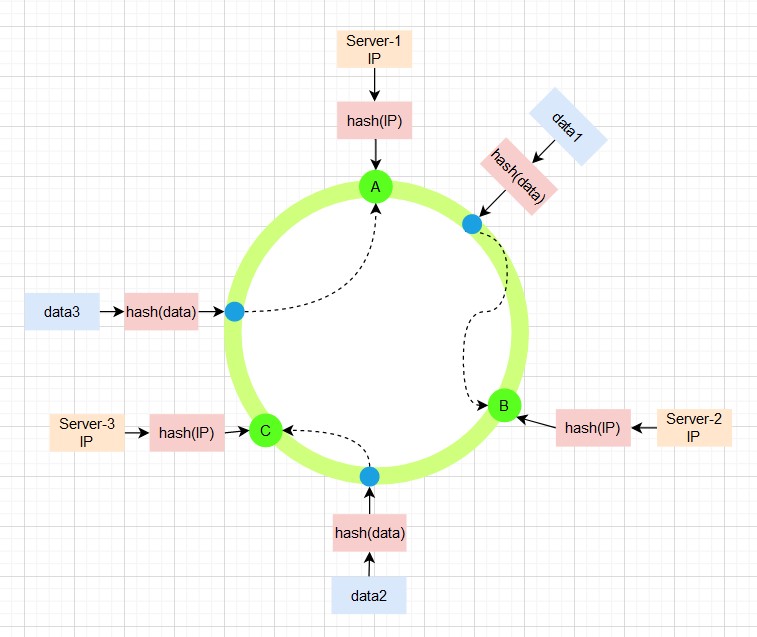 Server-1
IP
hash(IP)
data1
hash(data)
A
data3
hash(data)
B
Server-3
IP
hash(IP)
C
hash(IP)
Server-2
IP
hash(data)
data2